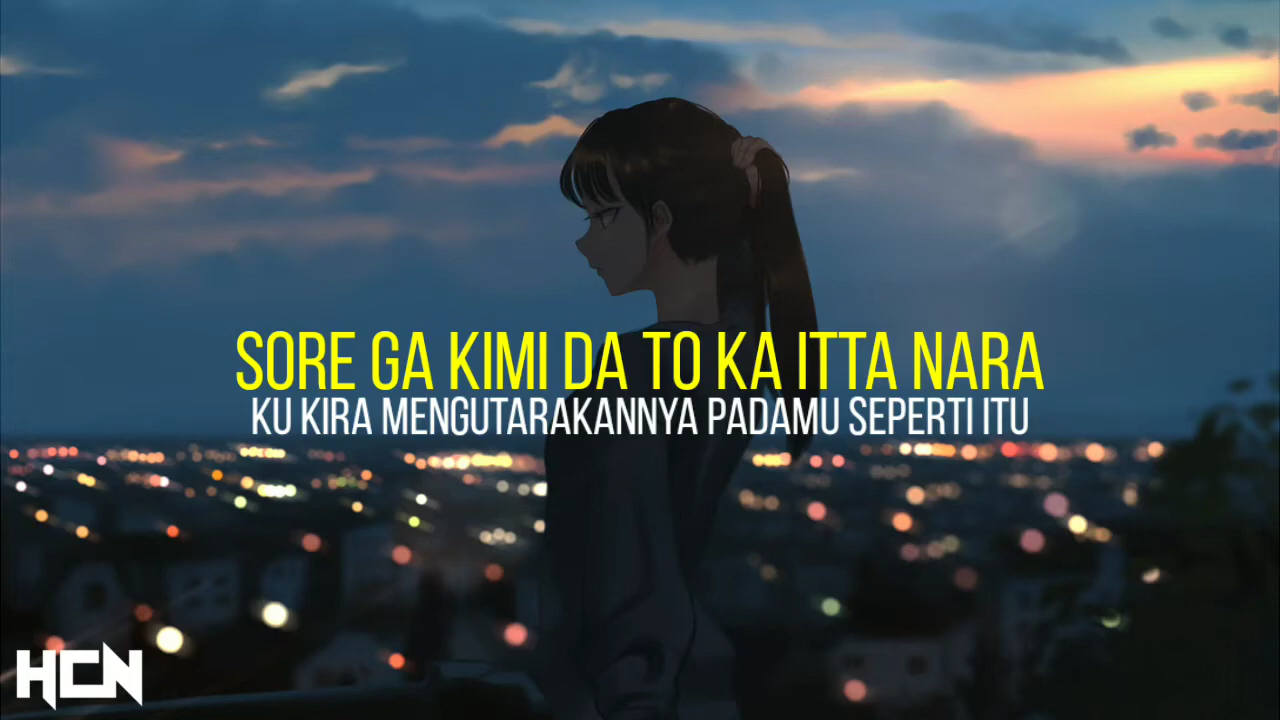 SORE GA KIMI DA TO KA ITTA NARA
KU KIRA MENGUTARAKANNYA PADAMU SEPERTI ITU
HCN